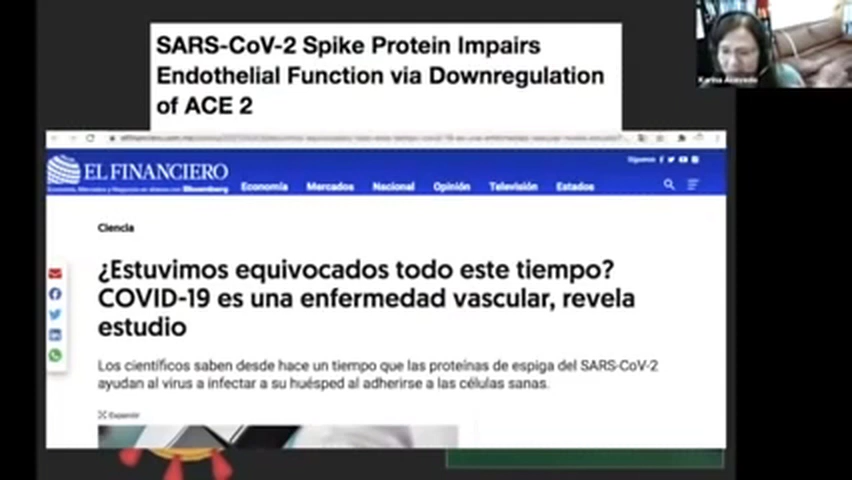 SARS-CoV-2 Spike Protein Impairs
Endothelial Function via Downregulation
of ACE 2
EL FINANCIERO
Bloomberg
Economía Mercados Nacional Opinión Televisión Estados
Síguenos
Ciencia
¿Estuvimos equivocados todo este tiempo?
COVID-19 es una enfermedad vascular, revela
estudio
Los científicos saben desde hace un tiempo que las proteínas de espiga del SARS-CoV-2
ayudan al virus a infectar a su huésped al adherirse a las células sanas.
Expandir
Karina Acevedo